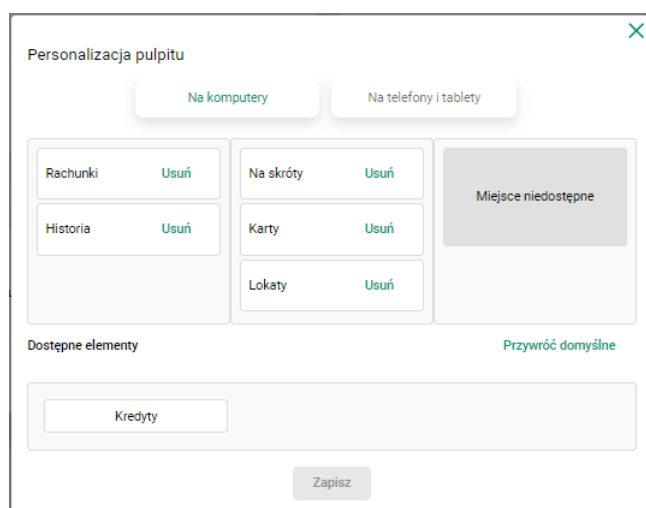 Personalizacja pulpitu
Na komputery
Na telefony i tablety
Rachunki Usuń
Historia Usuń
Na skróty Usuń
Karty Usuń
Lokaty Usuń
Miejsce niedostępne
Dostępne elementy
Przywróć domyślne
Kredyty
Zapisz